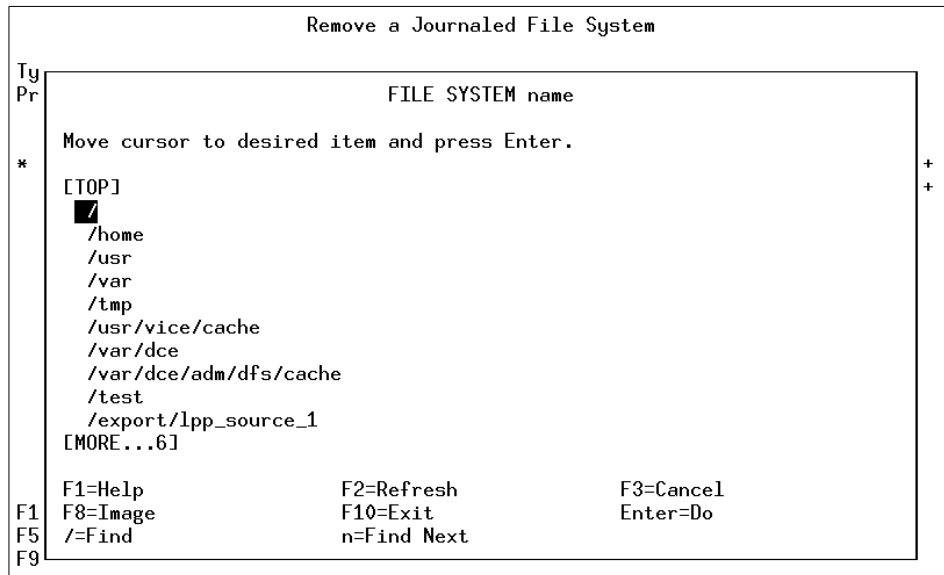 Remove a Journaled File System
Ty
Pr
FILE SYSTEM name
Move cursor to desired item and press Enter.
* +
[TOP] +
/
/home
/usr
/var
/tmp
/usr/vice/cache
/var/dce
/var/dce/adm/dfs/cache
/test
/export/lpp_source_1
[MORE...6]
F1=Help F2=Refresh F3=Cancel
F1 F8=Image F10=Exit Enter=Do
F5 /=Find n=Find Next
F9